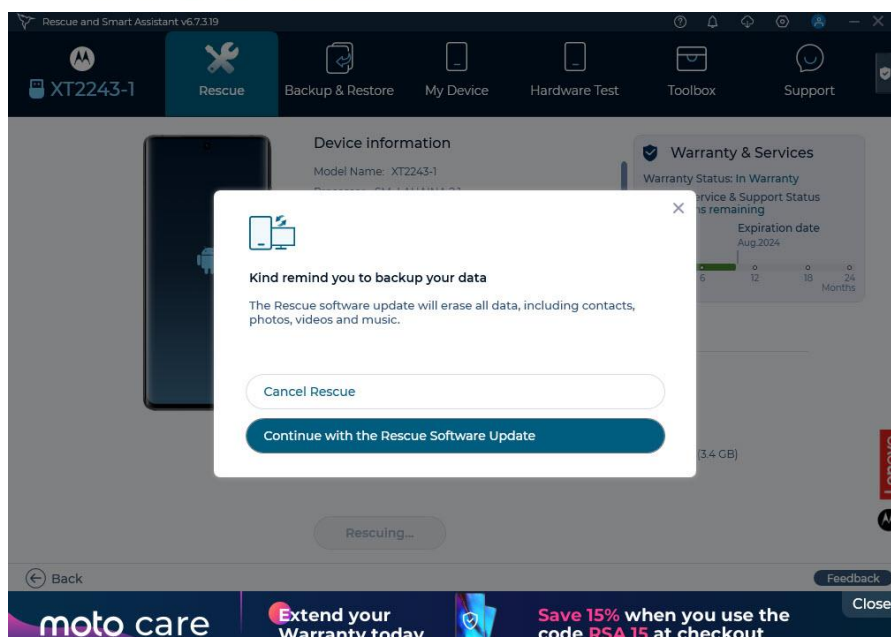 Rescue and Smart Assistant v6.7.3.19
XT2243-1
Rescue
Backup & Restore
My Device
Hardware Test
Toolbox
Support
Device information
Model Name: XT2243-1
Warranty & Services
Warranty Status: In Warranty
Service & Support Status
remaining
Expiration date
Aug.2024
6 12 18 24
Months
Kind remind you to backup your data
The Rescue software update will erase all data, including contacts,
photos, videos and music.
Cancel Rescue
Continue with the Rescue Software Update
(3.4 GB)
Rescuing...
Back
Feedback
Close
moto care
Extend your
Warranty today
Save 15% when you use the
code RSA 15 at checkout